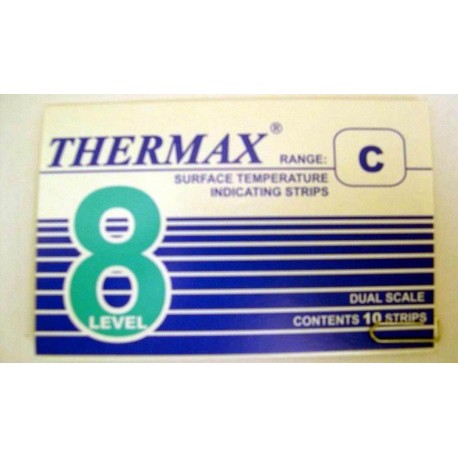 THERMAX®
RANGE: C
SURFACE TEMPERATURE
INDICATING STRIPS
8
LEVEL
DUAL SCALE
CONTENTS 10 STRIPS